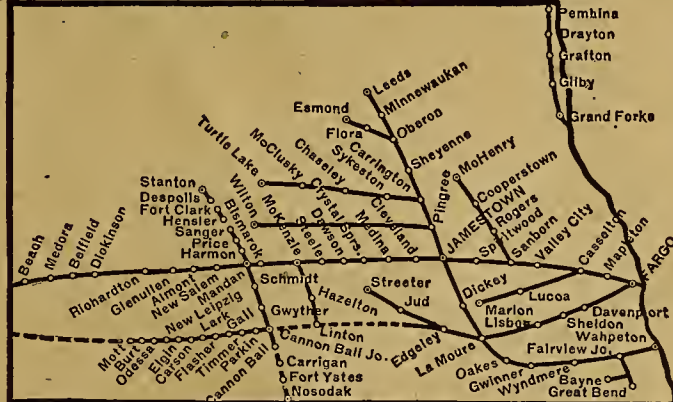 Pembina
Drayton
Grafton
Gilby
Grand Forks
Leeds
Minnewaukan
Esmond
Flora
Oberon
Sheyenne
Carrington
Sykeston
Chaseley
McClusky
Turtle Lake
McHenry
Cooperstown
Rogers
Sanborn
Pingree
Wilton
Stanton
Despolis
Fort Clark
Hensler
Sanger
Price
Harmon
Bismark
McKenzie
Steele
Crystal Sprs.
Dawson
Medina
Cleveland
JAMESTOWN
Spiritwood
Valley City
Casselton
Mapleton
FARGO
Beach
Medora
Belfield
Dickinson
Richardton
Glenullen
Almont
New Salem
Mandan
Schmidt
Gwyther
Hazelton
Linton
Streeter
Jud
Edgeley
Dickey
Marion
Lucoa
Lisbon
La Moure
Sheldon
Davenport
Wahpeton
Fairview Jc.
Oakes
Gwinner
Wyndmere
Bayne
Great Bend
Mott
Burt
Odessa
Elgin
Carson
New Leipzig
Lark
Flasher
Gall
Timmer
Parkin
Cannon Ball
Cannon Ball Jc.
Carrigan
Fort Ystes
Nosodak